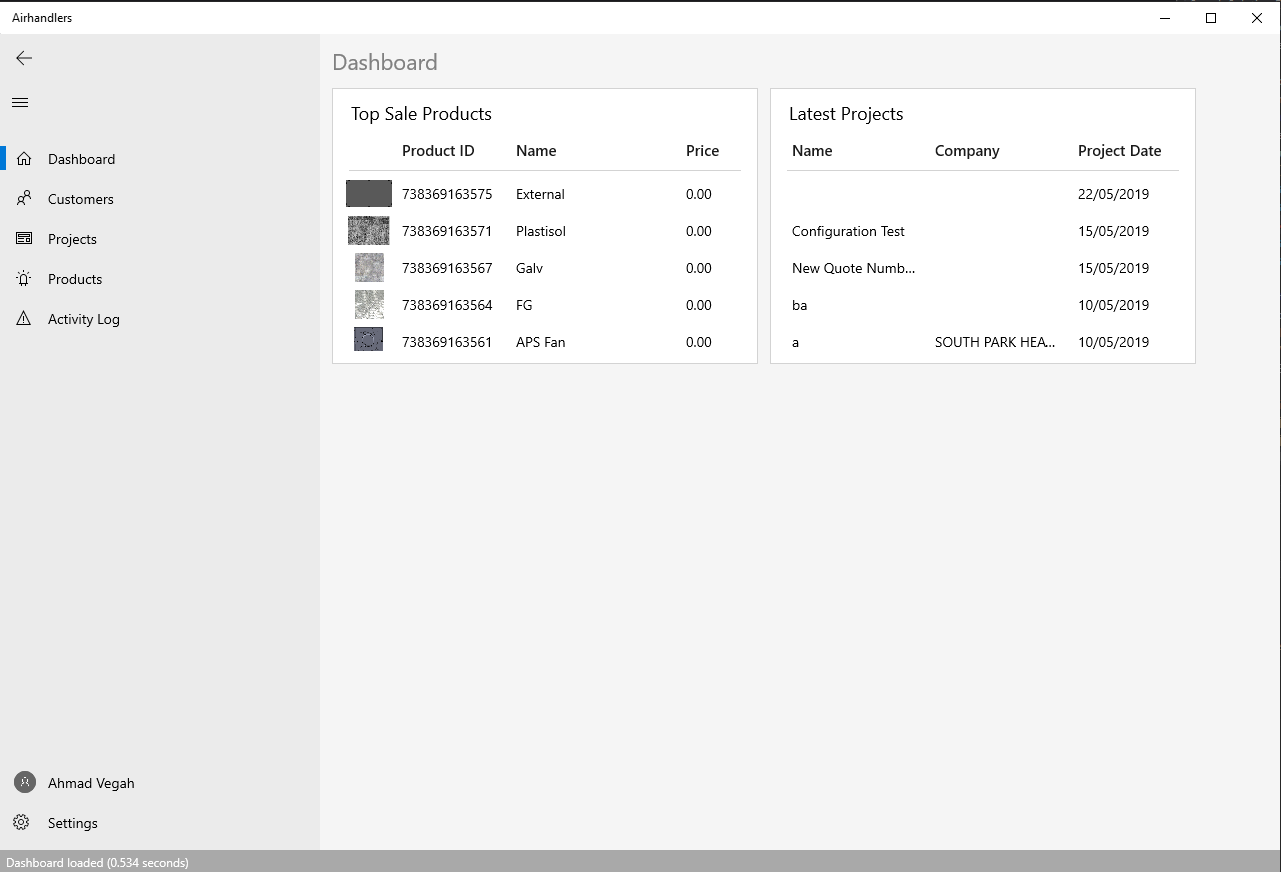 Airhandlers
Dashboard
Customers
Projects
Products
Activity Log
Ahmad Vegah
Settings
Dashboard
Top Sale Products
Product ID Name Price
738369163575 External 0.00
738369163571 Plastisol 0.00
738369163567 Galv 0.00
738369163564 FG 0.00
738369163561 APS Fan 0.00
Latest Projects
Name Company Project Date
22/05/2019
Configuration Test 15/05/2019
New Quote Numb... 15/05/2019
ba 10/05/2019
a SOUTH PARK HEA... 10/05/2019
Dashboard loaded (0.534 seconds)